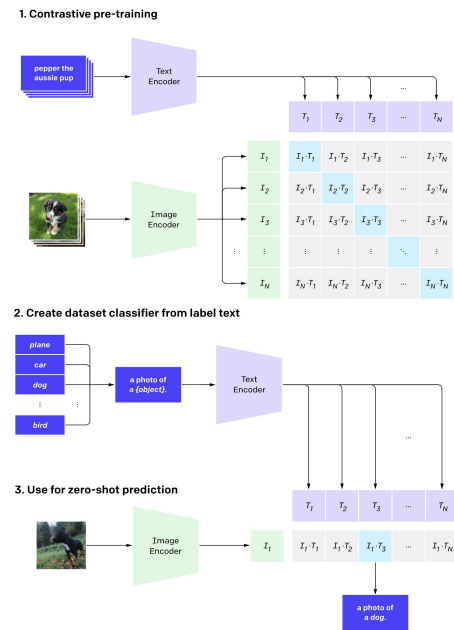 1. Contrastive pre-training
pepper the
aussie pup
Text
Encoder
...
T1 T2 T3 ... TN
I1 I1·T1 I1·T2 I1·T3 ... I1·TN
I2 I2·T1 I2·T2 I2·T3 ... I2·TN
Image
Encoder
I3 I3·T1 I3·T2 I3·T3 ... I3·TN
⋮ ⋮ ⋮ ⋮ ⋱ ⋮
IN IN·T1 IN·T2 IN·T3 ... IN·TN
2. Create dataset classifier from label text
plane
car
dog
⋮ ⋮
bird
a photo of
a {object}.
Text
Encoder
...
3. Use for zero-shot prediction
T1 T2 T3 ... TN
Image
Encoder
I1 I1·T1 I1·T2 I1·T3 ... I1·TN
a photo of
a dog.